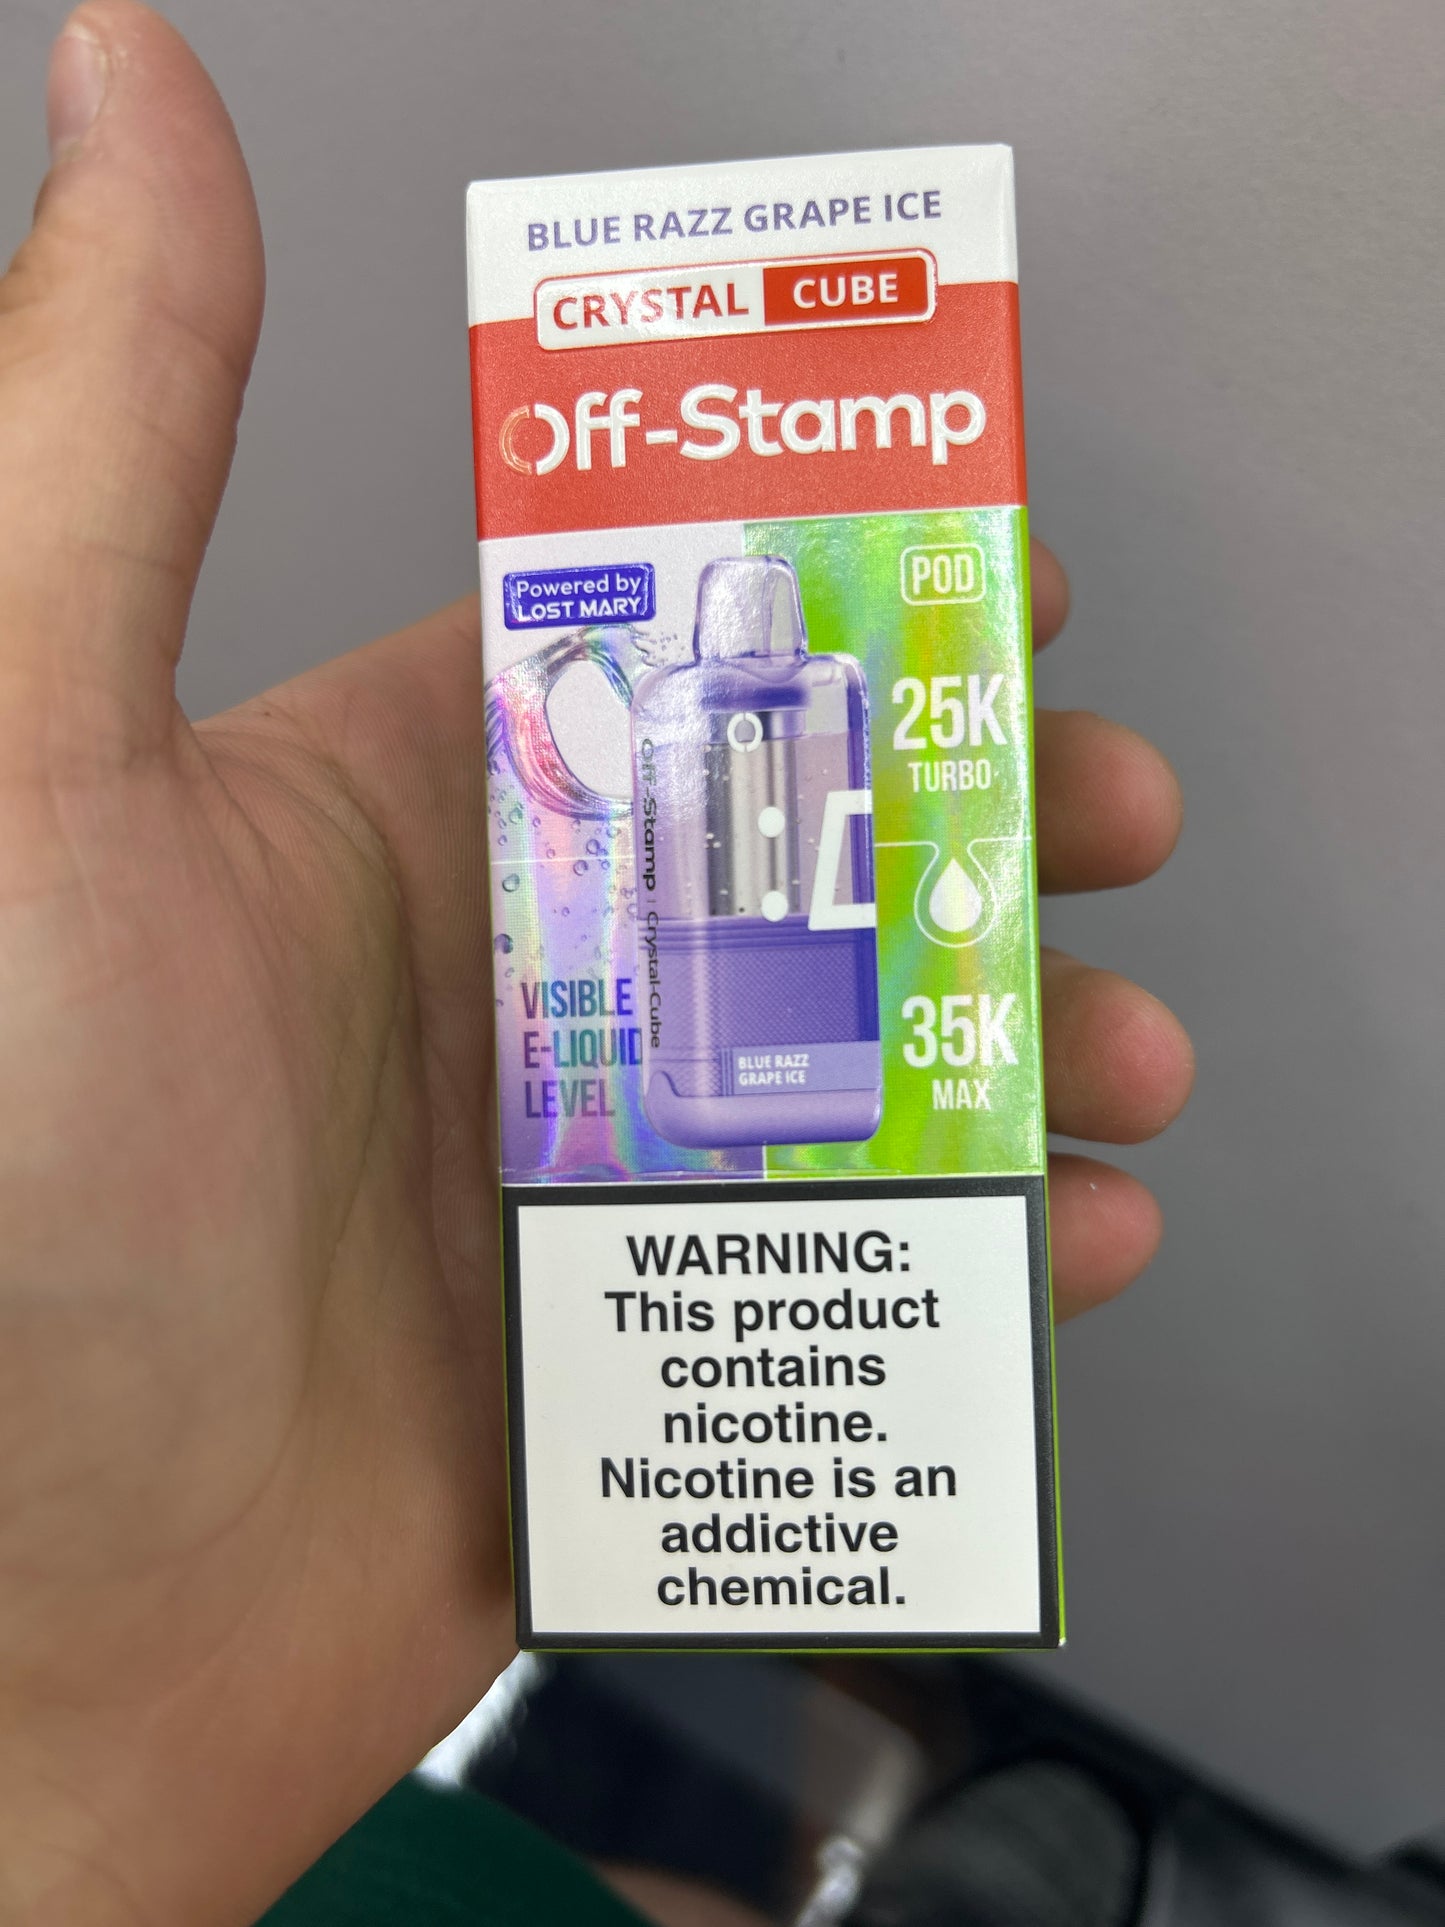 BLUE RAZZ GRAPE ICE
CRYSTAL CUBE
Off-Stamp
Powered by
LOST MARY
POD
25K
TURBO
35K
MAX
VISIBLE
E-LIQUID
LEVEL
Off-Stamp | Crystal-Cube
BLUE RAZZ
GRAPE ICE
WARNING:
This product
contains
nicotine.
Nicotine is an
addictive
chemical.